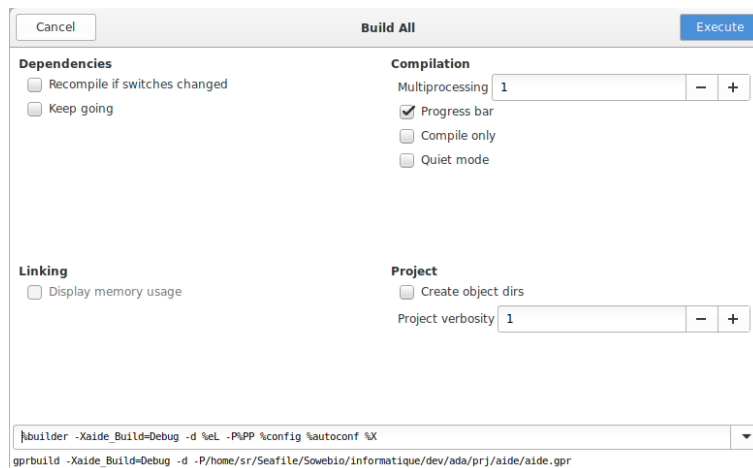 Cancel Build All Execute
Dependencies
Recompile if switches changed
Keep going
Compilation
Multiprocessing 1
Progress bar
Compile only
Quiet mode
Linking
Display memory usage
Project
Create object dirs
Project verbosity 1
%builder -Xaide_Build=Debug -d %eL -P%PP %config %autoconf %X
gprbuild -Xaide_Build=Debug -d -P/home/sr/Seafile/Sowebio/informatique/dev/ada/prj/aide/aide.gpr